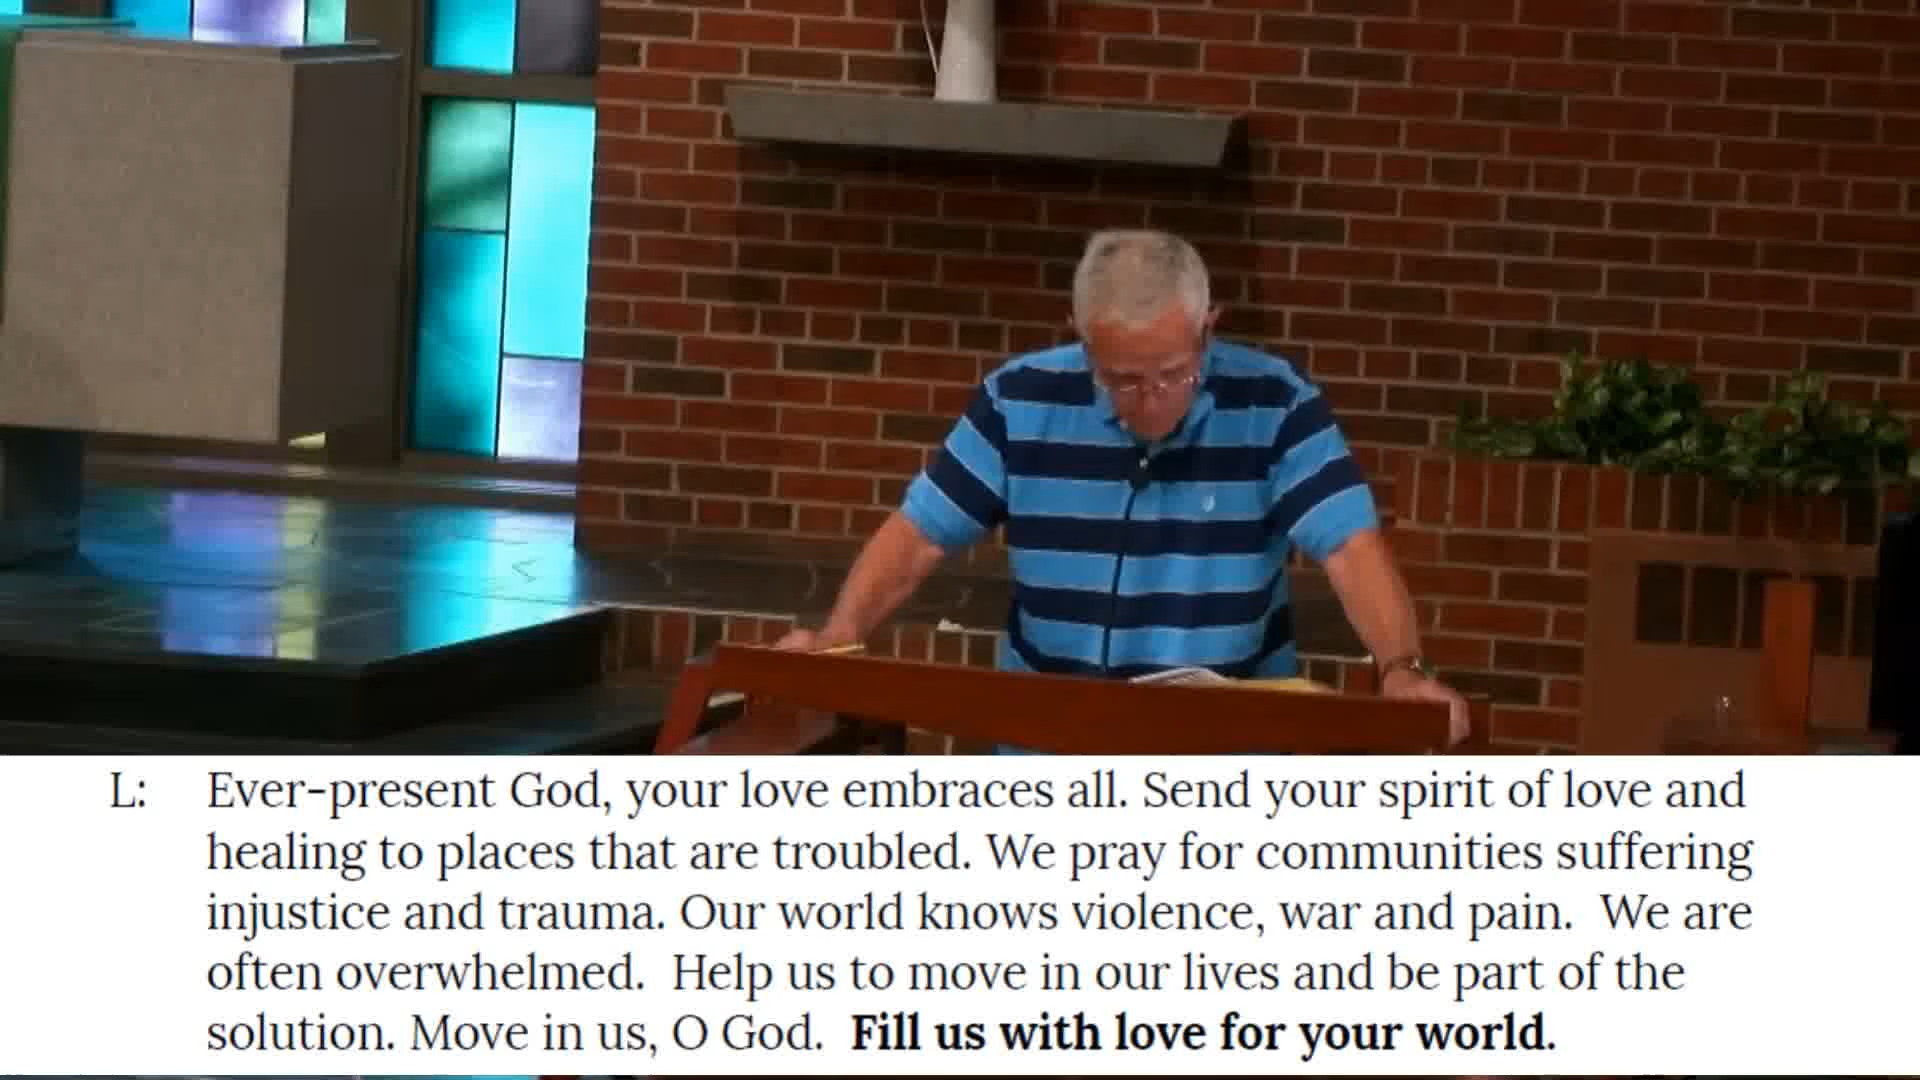 L: Ever-present God, your love embraces all. Send your spirit of love and
healing to places that are troubled. We pray for communities suffering
injustice and trauma. Our world knows violence, war and pain.  We are
often overwhelmed.  Help us to move in our lives and be part of the
solution. Move in us, O God.  Fill us with love for your world.